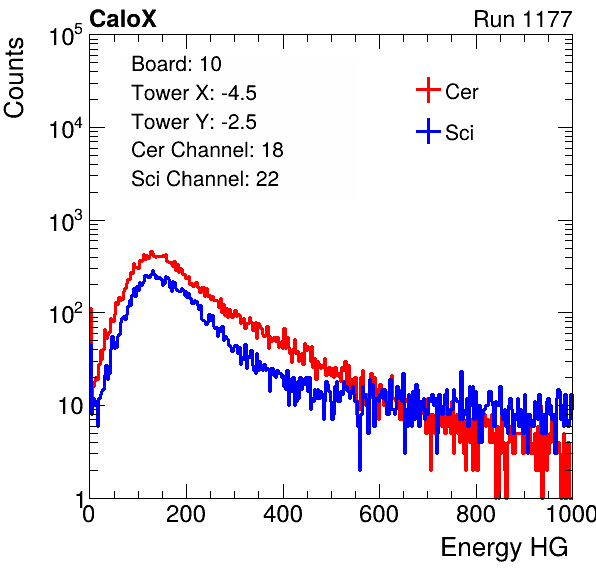 CaloX Run 1177
Counts
10^5
10^4
10^3
10^2
10
1
Board: 10
Tower X: -4.5
Tower Y: -2.5
Cer Channel: 18
Sci Channel: 22
Cer
Sci
0 200 400 600 800 1000
Energy HG